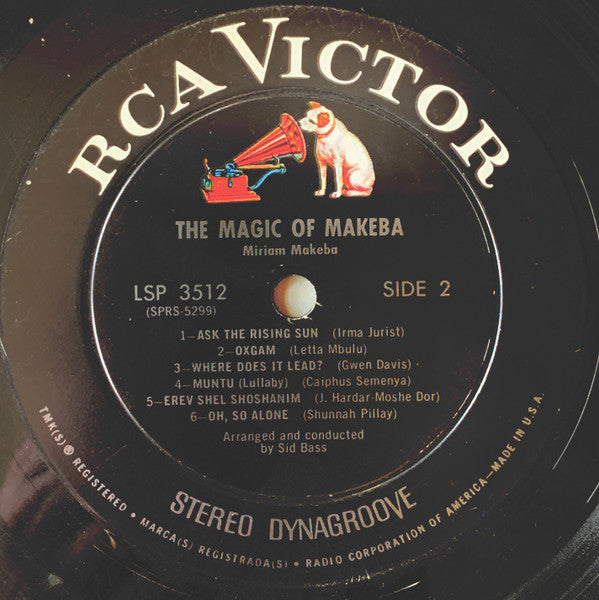 RCA VICTOR
THE MAGIC OF MAKEBA
Miriam Makeba
LSP 3512
(SPRS-5299)
SIDE 2
1—ASK THE RISING SUN (Irma Jurist)
2—OXGAM (Letta Mbulu)
3—WHERE DOES IT LEAD? (Gwen Davis)
4—MUNTU (Lullaby) (Caiphus Semenya)
5—EREV SHEL SHOSHANIM (J. Hardar-Moshe Dor)
6—OH, SO ALONE (Shunnah Pillay)
Arranged and conducted
by Sid Bass
STEREO DYNAGROOVE
TMK(S) ® REGISTERED • MARCA(S) REGISTRADA(S) • RADIO CORPORATION OF AMERICA—MADE IN U.S.A.